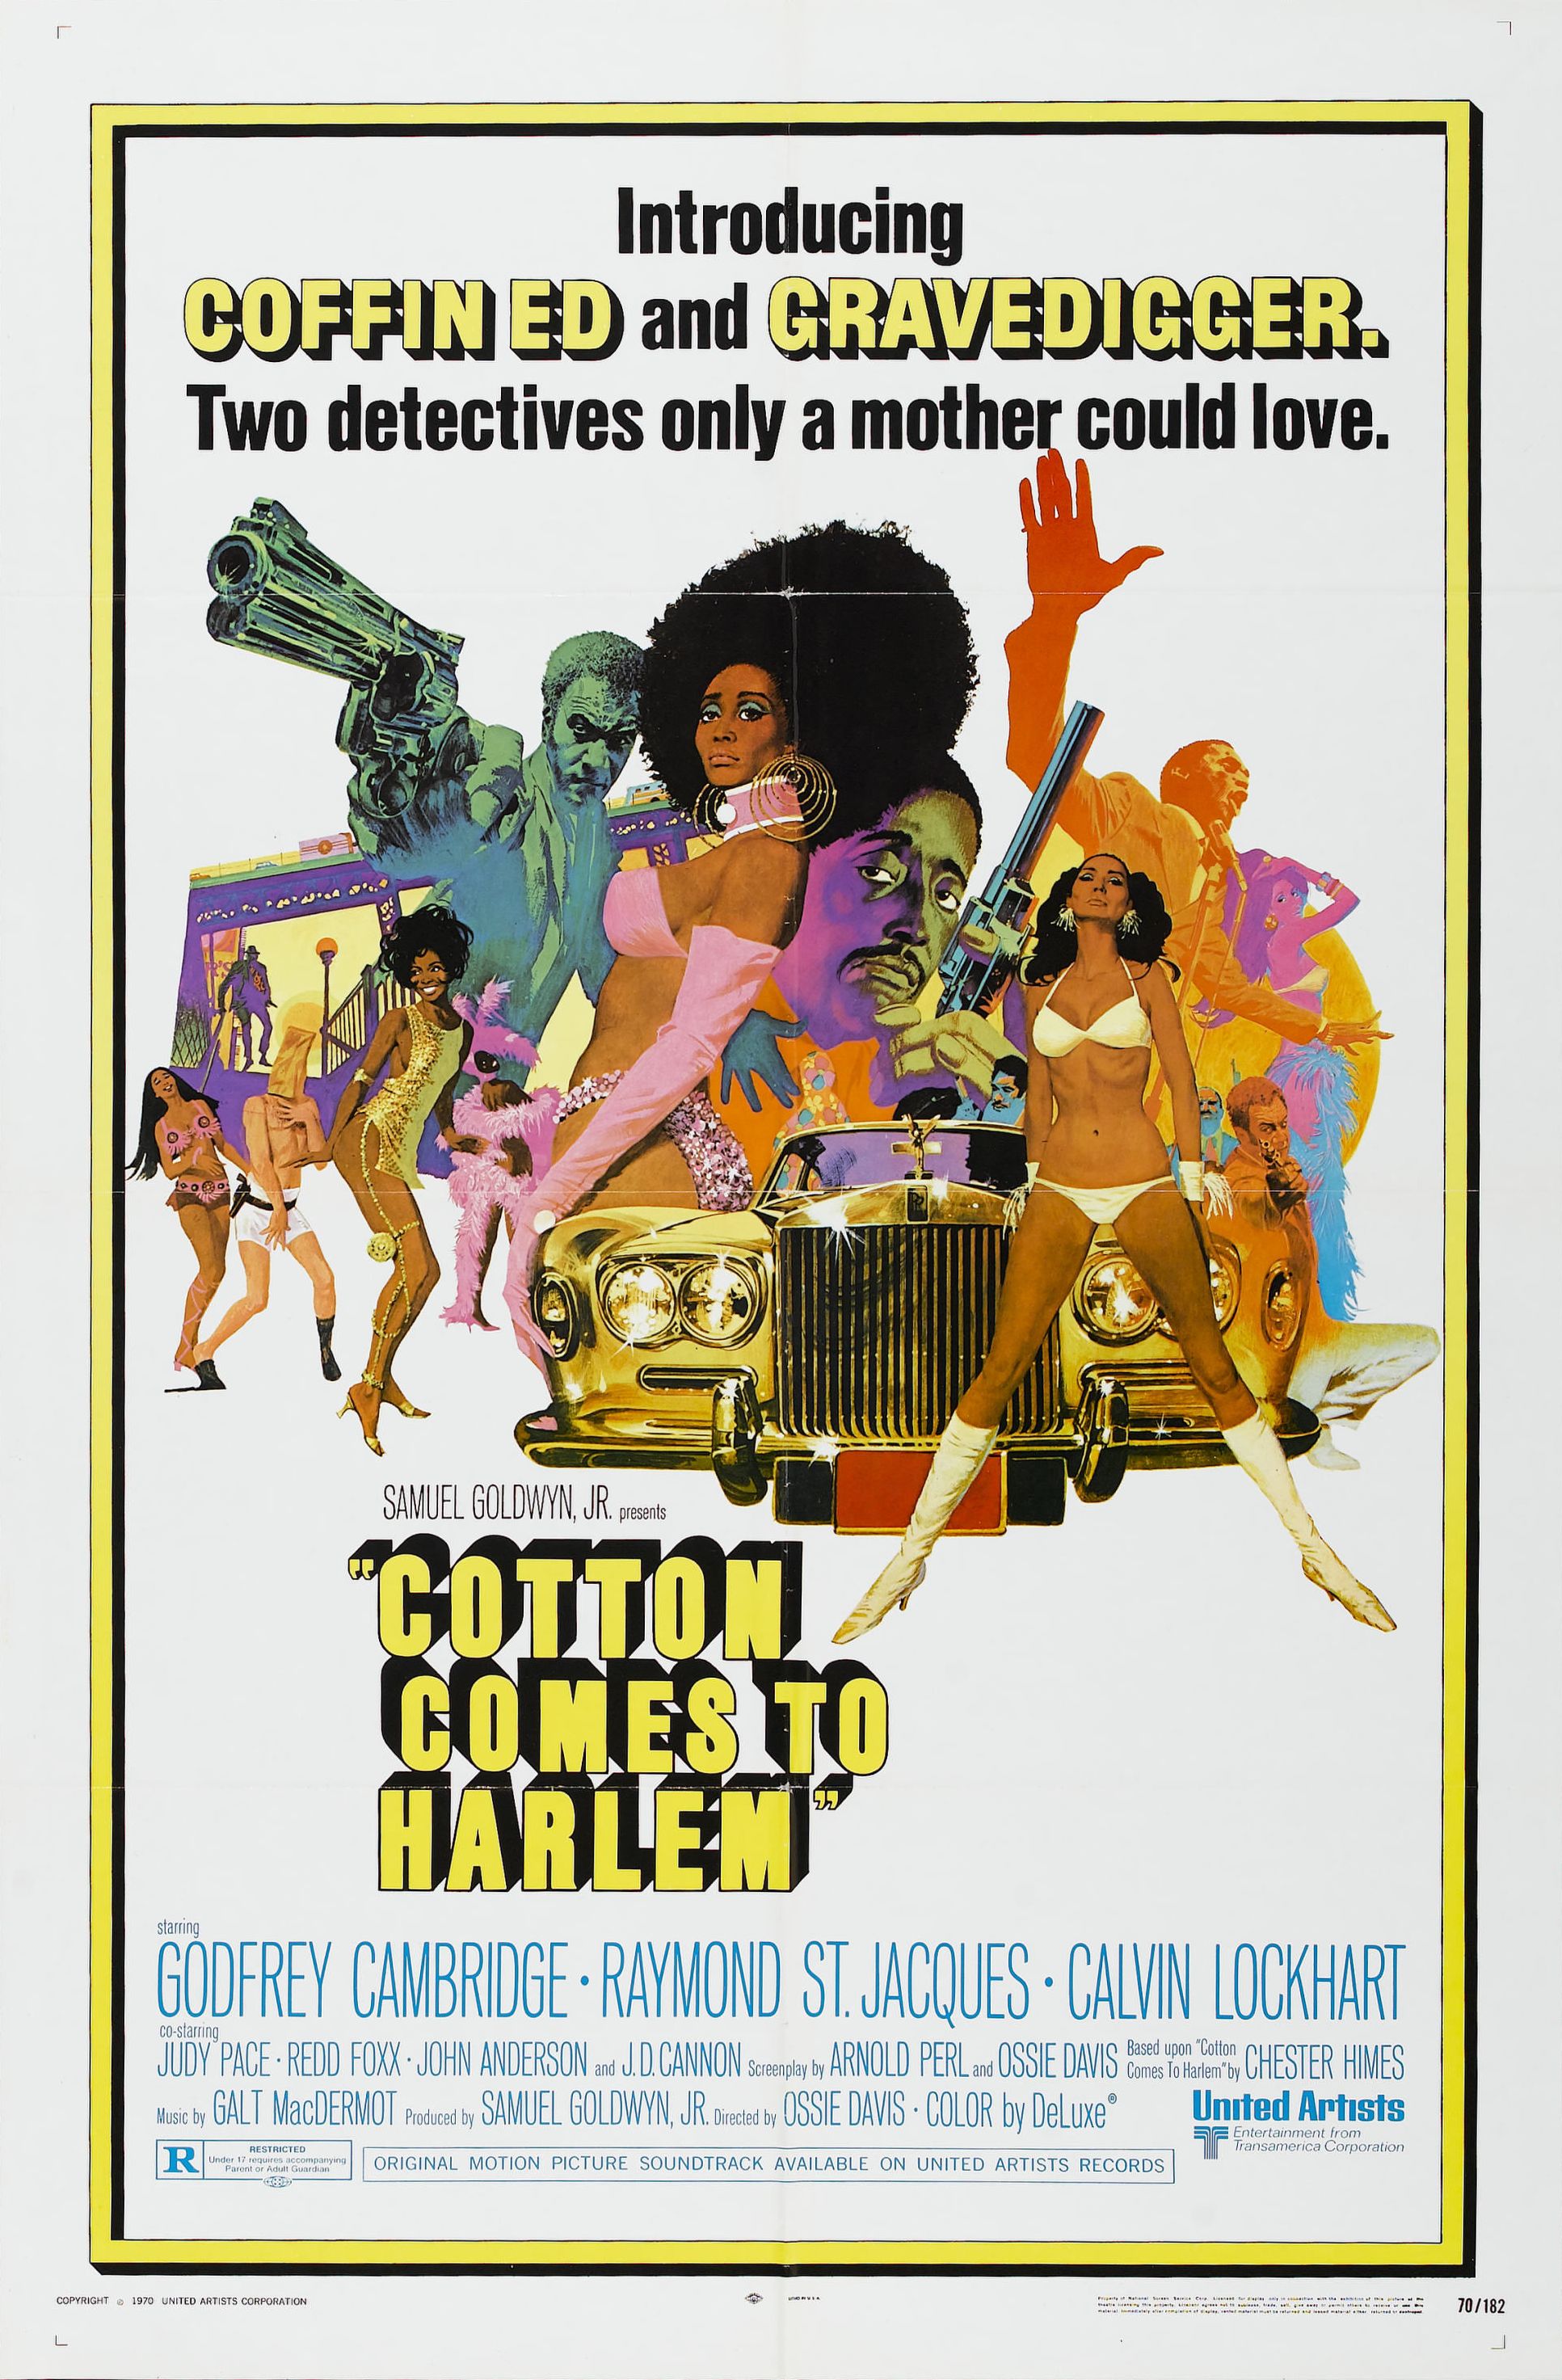 Introducing
COFFIN ED and GRAVEDIGGER.
Two detectives only a mother could love.
SAMUEL GOLDWYN, JR. presents
"COTTON
COMES TO
HARLEM"
starring
GODFREY CAMBRIDGE · RAYMOND ST. JACQUES · CALVIN LOCKHART
co-starring
JUDY PACE · REDD FOXX · JOHN ANDERSON and J.D. CANNON Screenplay by ARNOLD PERL and OSSIE DAVIS Based upon "Cotton Comes To Harlem" by CHESTER HIMES
Music by GALT MacDERMOT Produced by SAMUEL GOLDWYN, JR. Directed by OSSIE DAVIS · COLOR by DeLuxe®
United Artists
Entertainment from
Transamerica Corporation
R
RESTRICTED
Under 17 requires accompanying
Parent or Adult Guardian
ORIGINAL MOTION PICTURE SOUNDTRACK AVAILABLE ON UNITED ARTISTS RECORDS
COPYRIGHT © 1970 UNITED ARTISTS CORPORATION
70/182